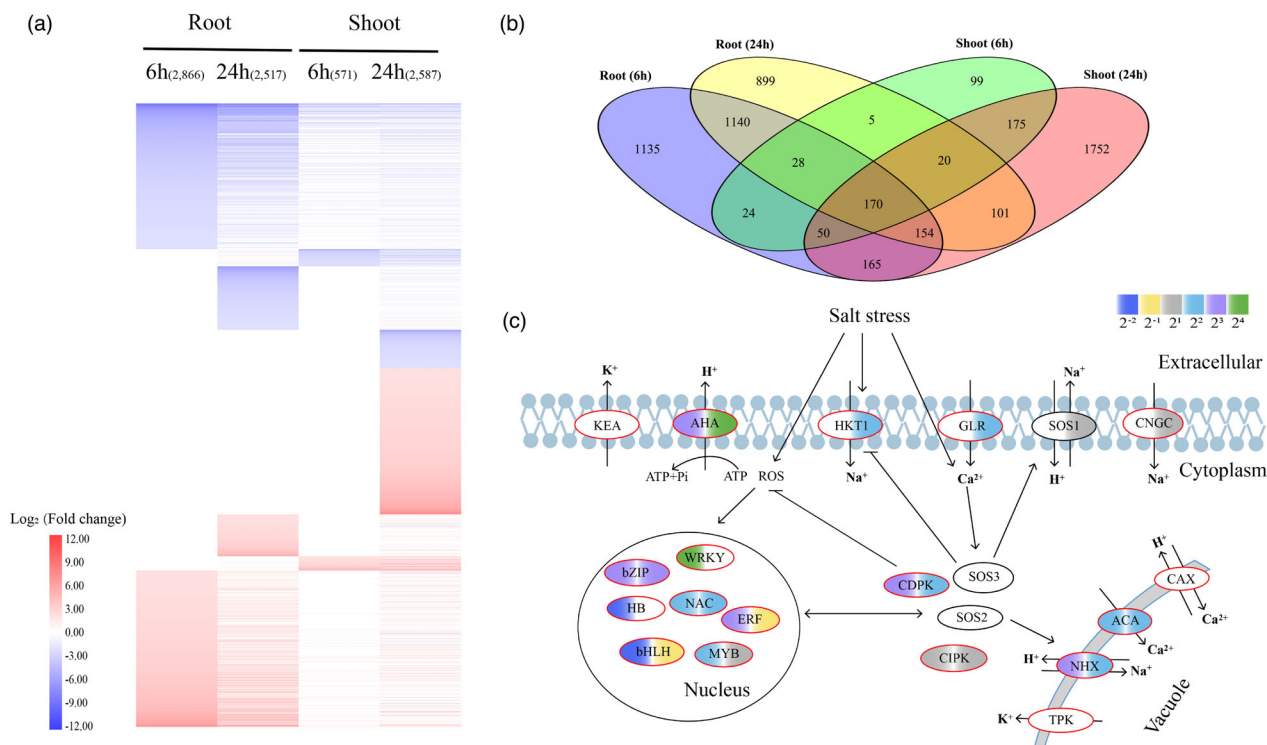 (a)
Root Shoot
6h(2,866) 24h(2,517) 6h(571) 24h(2,587)
Log₂ (Fold change)
12.00
9.00
6.00
3.00
0.00
-3.00
-6.00
-9.00
-12.00
(b)
Root (6h)
Root (24h)
Shoot (6h)
Shoot (24h)
899
99
1140
5
175
1135
28
20
1752
24
170
101
50
154
165
(c)
2⁻² 2⁻¹ 2¹ 2² 2³ 2⁴
Salt stress
Extracellular
K⁺
H⁺
Na⁺
KEA
AHA
HKT1
GLR
SOS1
CNGC
Cytoplasm
ATP+Pi
ATP
ROS
Na⁺
Ca²⁺
H⁺
Na⁺
WRKY
bZIP
HB
NAC
ERF
bHLH
MYB
Nucleus
CDPK
SOS3
SOS2
CIPK
H⁺
CAX
Ca²⁺
ACA
Ca²⁺
H⁺
NHX
Na⁺
K⁺
TPK
Vacuole